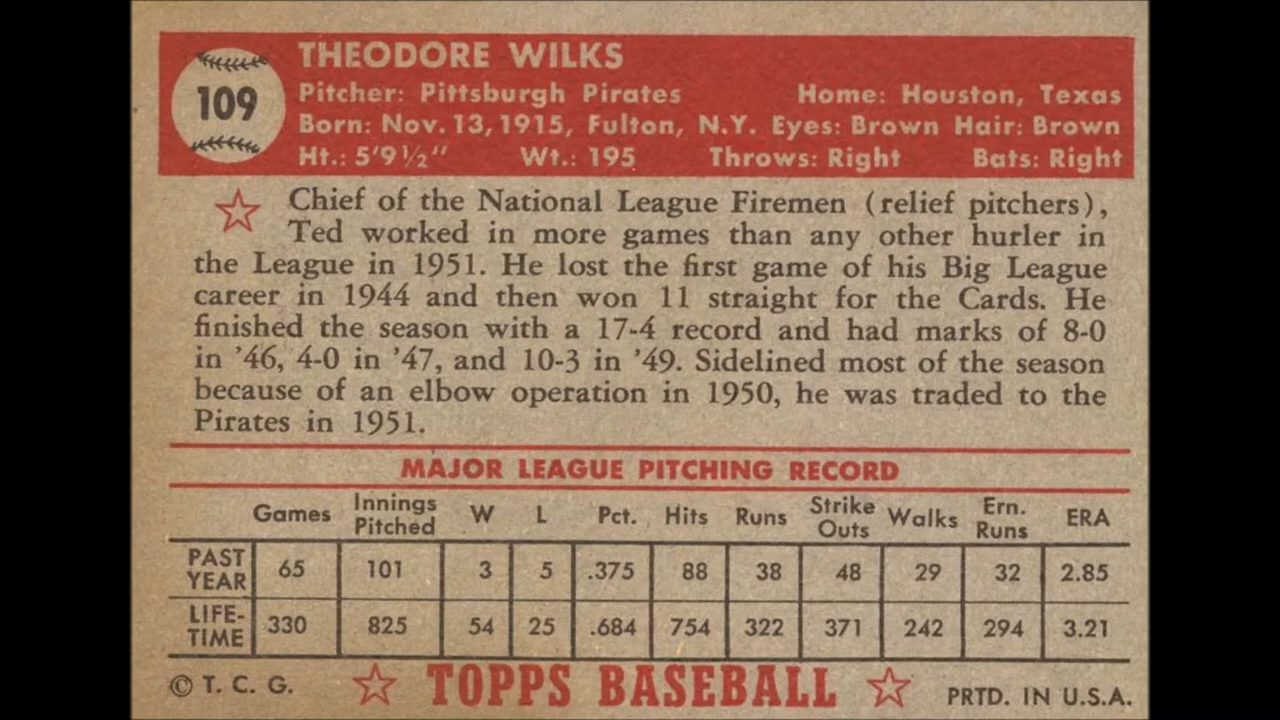 109
THEODORE WILKS
Pitcher: Pittsburgh Pirates Home: Houston, Texas
Born: Nov. 13, 1915, Fulton, N.Y. Eyes: Brown Hair: Brown
Ht.: 5'9½" Wt.: 195 Throws: Right Bats: Right
Chief of the National League Firemen (relief pitchers),
Ted worked in more games than any other hurler in
the League in 1951. He lost the first game of his Big League
career in 1944 and then won 11 straight for the Cards. He
finished the season with a 17-4 record and had marks of 8-0
in '46, 4-0 in '47, and 10-3 in '49. Sidelined most of the season
because of an elbow operation in 1950, he was traded to the
Pirates in 1951.
MAJOR LEAGUE PITCHING RECORD
Games Innings Pitched W L Pct. Hits Runs Strike Outs Walks Ern. Runs ERA
PAST YEAR 65 101 3 5 .375 88 38 48 29 32 2.85
LIFE-TIME 330 825 54 25 .684 754 322 371 242 294 3.21
© T. C. G. TOPPS BASEBALL PRTD. IN U.S.A.